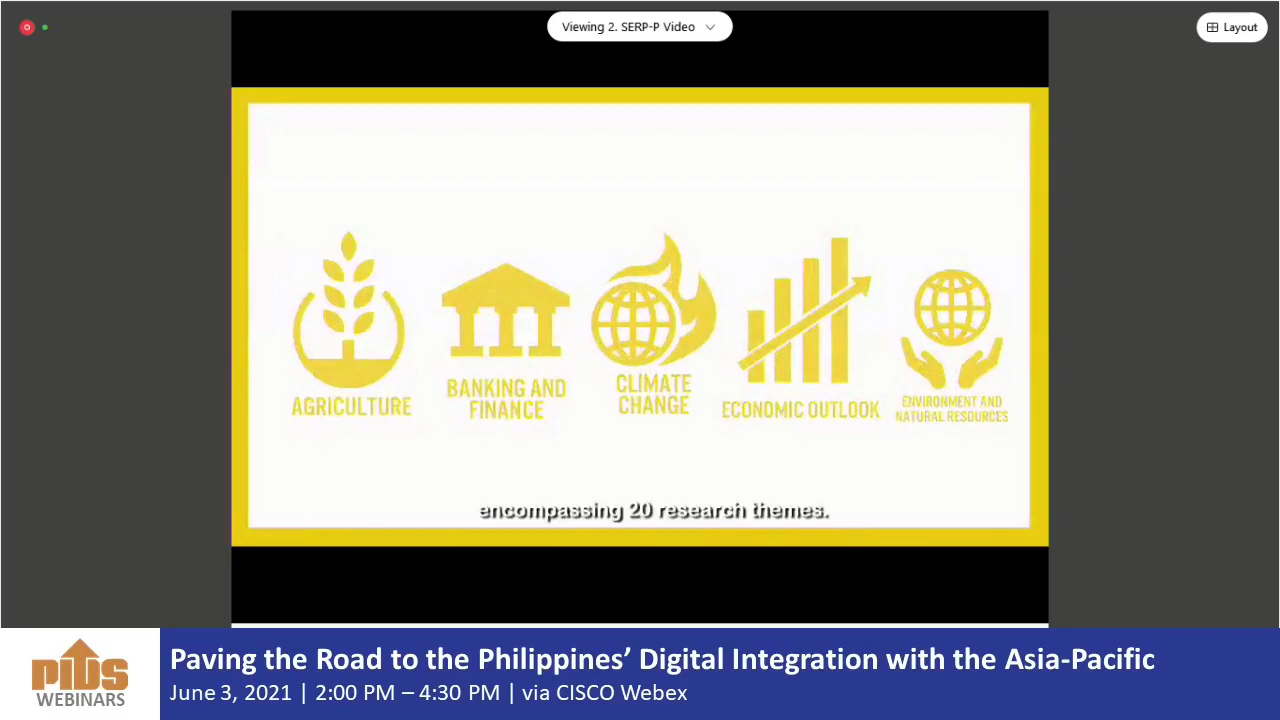 Viewing 2. SERP-P Video
Layout
AGRICULTURE
BANKING AND
FINANCE
CLIMATE
CHANGE
ECONOMIC OUTLOOK
ENVIRONMENT AND
NATURAL RESOURCES
encompassing 20 research themes.
PIDS
WEBINARS
Paving the Road to the Philippines’ Digital Integration with the Asia-Pacific
June 3, 2021 | 2:00 PM – 4:30 PM | via CISCO Webex